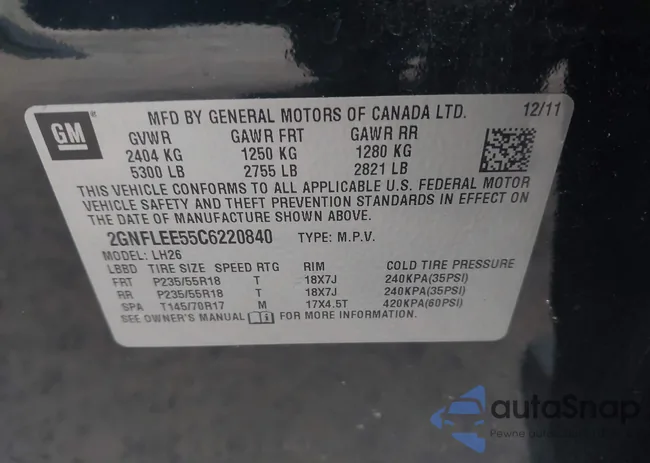 GM
MFD BY GENERAL MOTORS OF CANADA LTD. 12/11
GVWR GAWR FRT GAWR RR
2404 KG 1250 KG 1280 KG
5300 LB 2755 LB 2821 LB
THIS VEHICLE CONFORMS TO ALL APPLICABLE U.S. FEDERAL MOTOR
VEHICLE SAFETY AND THEFT PREVENTION STANDARDS IN EFFECT ON
THE DATE OF MANUFACTURE SHOWN ABOVE.
2GNFLEE55C6220840 TYPE: M.P.V.
MODEL: LH26
LBBD TIRE SIZE SPEED RTG RIM COLD TIRE PRESSURE
FRT P235/55R18 T 18X7J 240KPA(35PSI)
RR P235/55R18 T 18X7J 240KPA(35PSI)
SPA T145/70R17 M 17X4.5T 420KPA(60PSI)
SEE OWNER'S MANUAL FOR MORE INFORMATION.
autoSnap